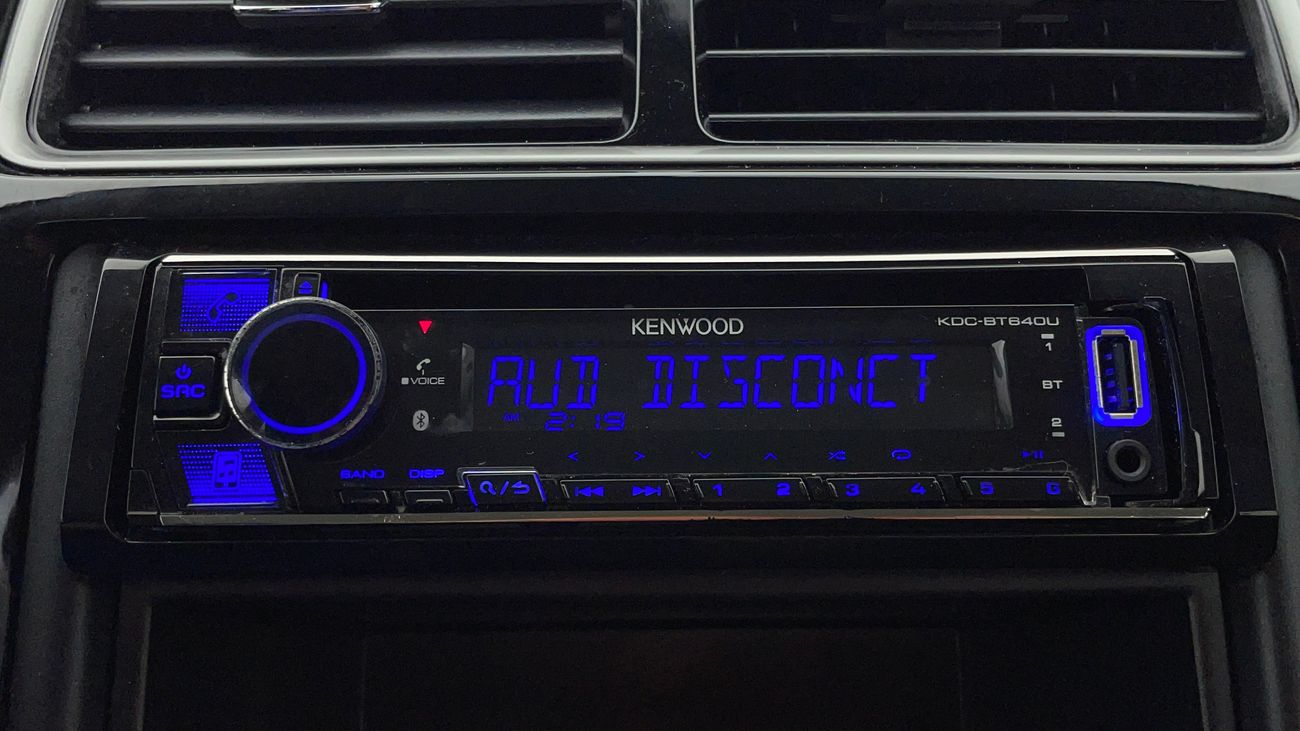 KENWOOD
KDC-BT640U
1
VOICE
AUD DISCONCT
BT
SRC
AM 2:19
2
BAND DISP
Q/
1 2 3 4 5 6